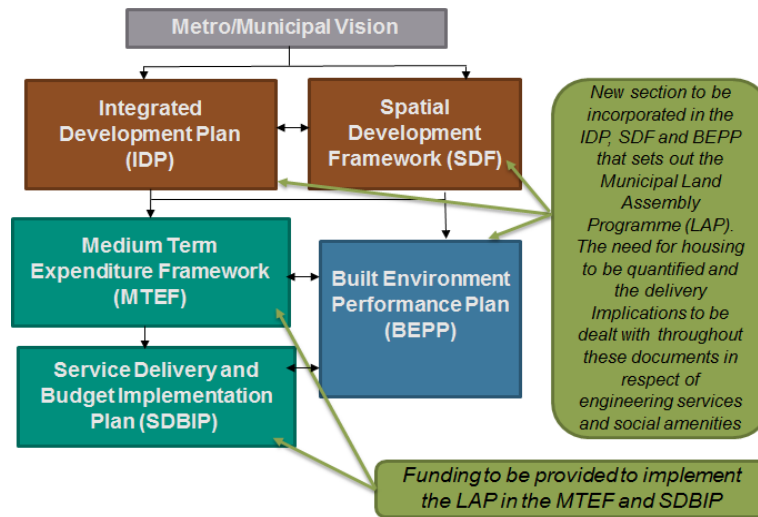 Metro/Municipal Vision
Integrated
Development Plan
(IDP)
Spatial
Development
Framework (SDF)
New section to be
incorporated in the
IDP, SDF and BEPP
that sets out the
Municipal Land
Assembly
Programme (LAP).
The need for housing
to be quantified and
the delivery
Implications to be
dealt with throughout
these documents in
respect of
engineering services
and social amenities
Medium Term
Expenditure Framework
(MTEF)
Built Environment
Performance Plan
(BEPP)
Service Delivery and
Budget Implementation
Plan (SDBIP)
Funding to be provided to implement
the LAP in the MTEF and SDBIP